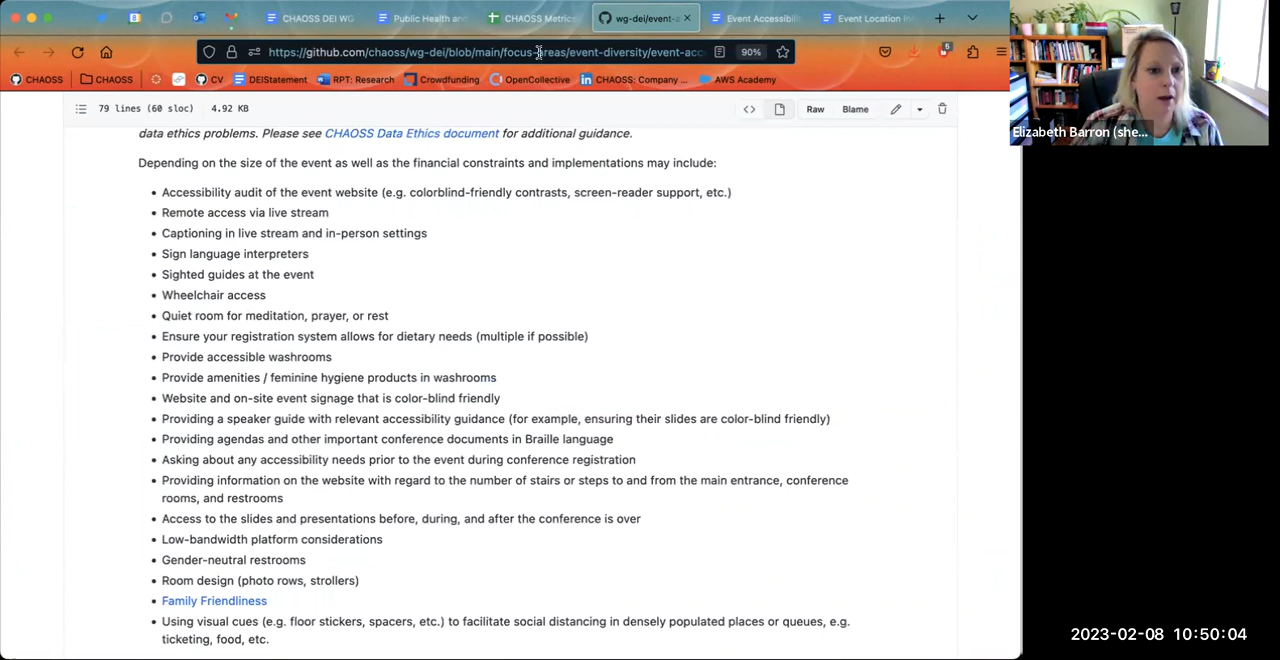 CHAOSS DEI WG
Public Health and
CHAOSS Metrics
wg-dei/event-a
Event Accessibili
Event Location In
https://github.com/chaoss/wg-dei/blob/main/focus-areas/event-diversity/event-acc
90%
5
CHAOSS
CHAOSS
CV
DEIStatement
RPT: Research
Crowdfunding
OpenCollective
CHAOSS: Company ...
AWS Academy
79 lines (60 sloc) 4.92 KB
Raw
Blame
data ethics problems. Please see CHAOSS Data Ethics document for additional guidance.
Depending on the size of the event as well as the financial constraints and implementations may include:
• Accessibility audit of the event website (e.g. colorblind-friendly contrasts, screen-reader support, etc.)
• Remote access via live stream
• Captioning in live stream and in-person settings
• Sign language interpreters
• Sighted guides at the event
• Wheelchair access
• Quiet room for meditation, prayer, or rest
• Ensure your registration system allows for dietary needs (multiple if possible)
• Provide accessible washrooms
• Provide amenities / feminine hygiene products in washrooms
• Website and on-site event signage that is color-blind friendly
• Providing a speaker guide with relevant accessibility guidance (for example, ensuring their slides are color-blind friendly)
• Providing agendas and other important conference documents in Braille language
• Asking about any accessibility needs prior to the event during conference registration
• Providing information on the website with regard to the number of stairs or steps to and from the main entrance, conference
rooms, and restrooms
• Access to the slides and presentations before, during, and after the conference is over
• Low-bandwidth platform considerations
• Gender-neutral restrooms
• Room design (photo rows, strollers)
• Family Friendliness
• Using visual cues (e.g. floor stickers, spacers, etc.) to facilitate social distancing in densely populated places or queues, e.g.
ticketing, food, etc.
Elizabeth Barron (she...
2023-02-08 10:50:04